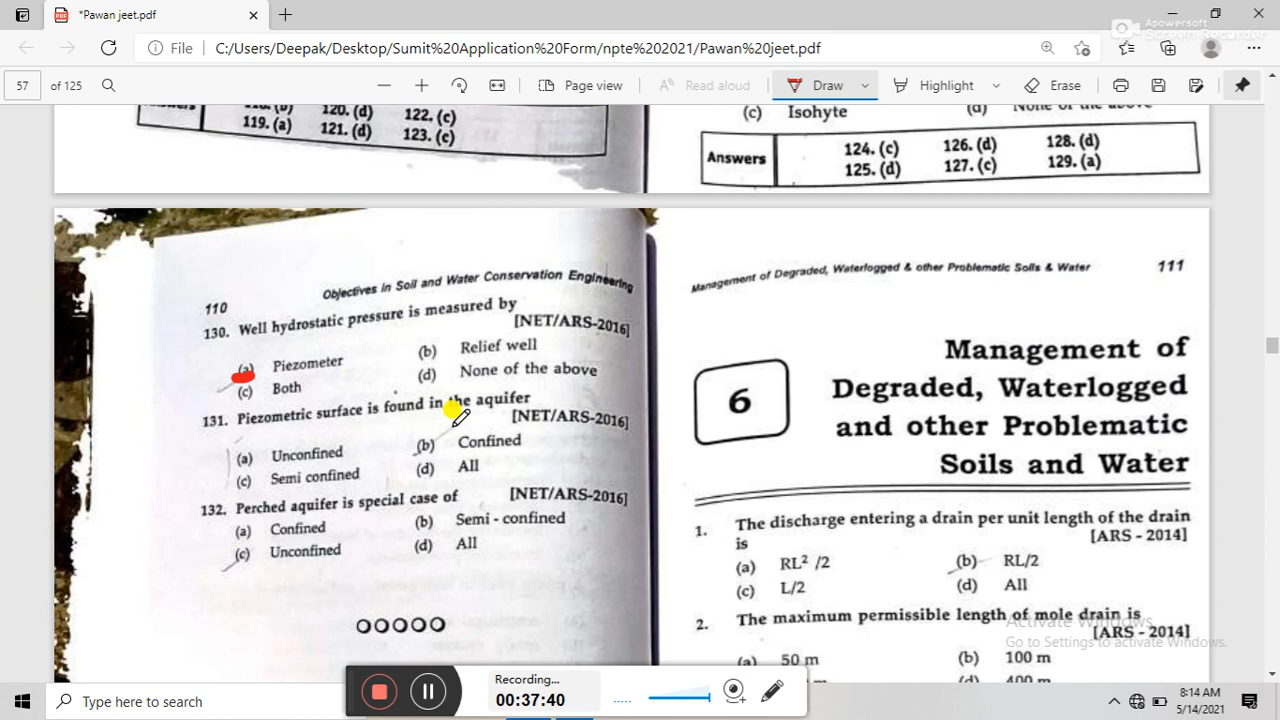 *Pawan jeet.pdf
Apowersoft
Screen Recorder
File
C:/Users/Deepak/Desktop/Sumit%20Application%20Form/npte%202021/Pawan%20jeet.pdf
57
of 125
Page view
Read aloud
Draw
Highlight
Erase
120. (d)
122. (c)
119. (a)
121. (d)
123. (c)
(c) Isohyte
(d) None of the above
Answers
124. (c)
126. (d)
128. (d)
125. (d)
127. (c)
129. (a)
110
Objectives in Soil and Water Conservation Engineering
130. Well hydrostatic pressure is measured by
[NET/ARS-2016]
(a) Piezometer
(b) Relief well
(c) Both
(d) None of the above
131. Piezometric surface is found in the aquifer
[NET/ARS-2016]
(a) Unconfined
(b) Confined
(c) Semi confined
(d) All
132. Perched aquifer is special case of
[NET/ARS-2016]
(a) Confined
(b) Semi - confined
(c) Unconfined
(d) All
Management of Degraded, Waterlogged & other Problematic Soils & Water
111
6
Management of
Degraded, Waterlogged
and other Problematic
Soils and Water
1. The discharge entering a drain per unit length of the drain
is
[ARS - 2014]
(a) RL² /2
(b) RL/2
(c) L/2
(d) All
2. The maximum permissible length of mole drain is
[ARS - 2014]
(a) 50 m
(b) 100 m
(d) 400 m
Activate Windows
Go to Settings to activate Windows.
Type here to search
Recording...
00:37:40
8:14 AM
5/14/2021